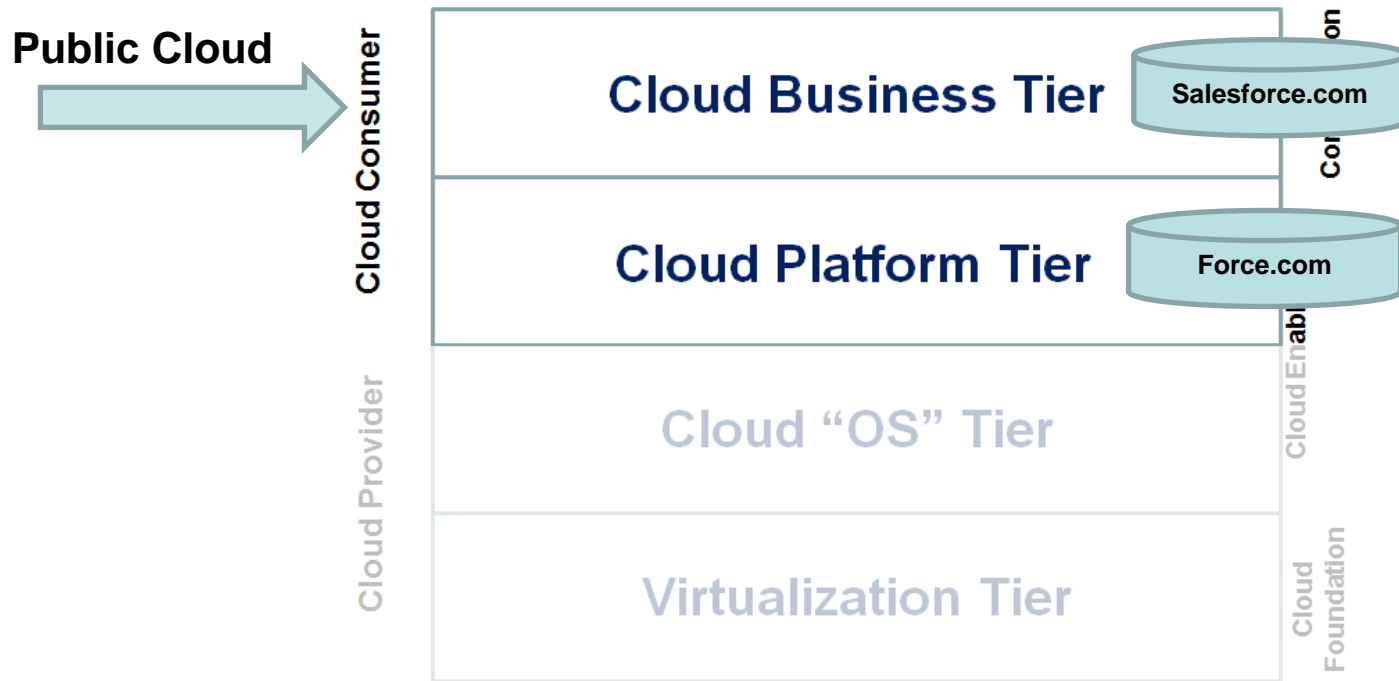 Public Cloud
Cloud Consumer
Cloud Business Tier
Salesforce.com
Cloud Platform Tier
Force.com
Cloud Provider
Cloud “OS” Tier
Cloud
Virtualization Tier
Cloud
Foundation